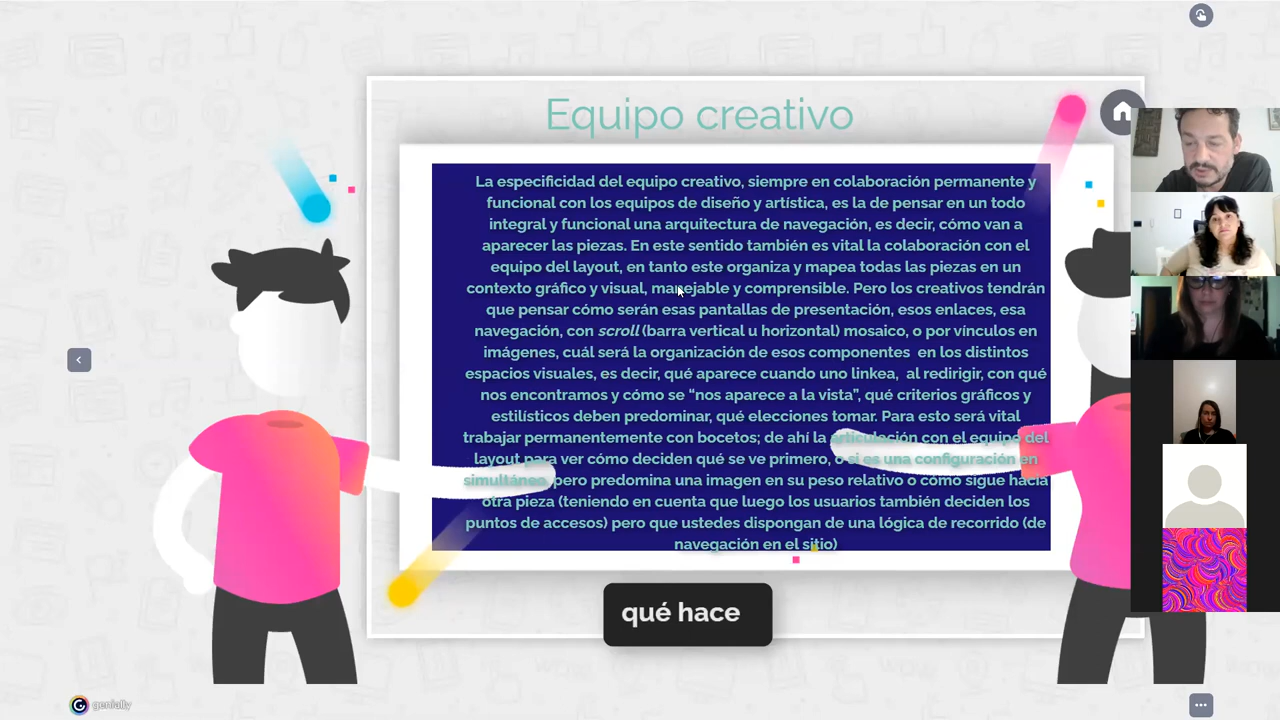 Equipo creativo
La especificidad del equipo creativo, siempre en colaboración permanente y
funcional con los equipos de diseño y artística, es la de pensar en un todo
integral y funcional una arquitectura de navegación, es decir, cómo van a
aparecer las piezas. En este sentido también es vital la colaboración con el
equipo del layout, en tanto este organiza y mapea todas las piezas en un
contexto gráfico y visual, manejable y comprensible. Pero los creativos tendrán
que pensar cómo serán esas pantallas de presentación, esos enlaces, esa
navegación, con scroll (barra vertical u horizontal) mosaico, o por vínculos en
imágenes, cuál será la organización de esos componentes en los distintos
espacios visuales, es decir, qué aparece cuando uno linkea, al redirigir, con qué
nos encontramos y cómo se “nos aparece a la vista”, qué criterios gráficos y
estilísticos deben predominar, qué elecciones tomar. Para esto será vital
trabajar permanentemente con bocetos; de ahí la articulación con el equipo del
layout para ver cómo deciden qué se ve primero, o si es una configuración en
simultáneo, pero predomina una imagen en su peso relativo o cómo sigue hacia
otra pieza (teniendo en cuenta que luego los usuarios también deciden los
puntos de accesos) pero que ustedes dispongan de una lógica de recorrido (de
navegación en el sitio)
qué hace
genially